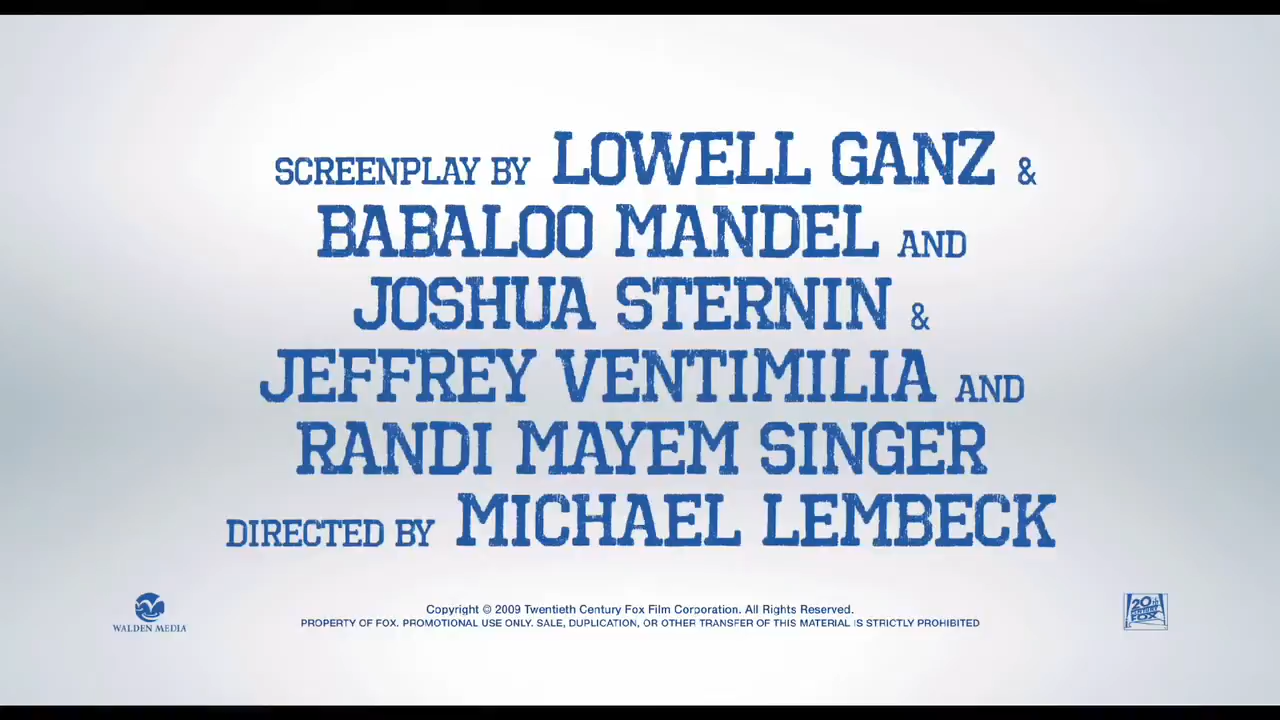 SCREENPLAY BY LOWELL GANZ &
BABALOO MANDEL AND
JOSHUA STERNIN &
JEFFREY VENTIMILIA AND
RANDI MAYEM SINGER
DIRECTED BY MICHAEL LEMBECK
WALDEN MEDIA
Copyright © 2009 Twentieth Century Fox Film Corporation. All Rights Reserved.
PROPERTY OF FOX. PROMOTIONAL USE ONLY. SALE, DUPLICATION, OR OTHER TRANSFER OF THIS MATERIAL IS STRICTLY PROHIBITED
20th
CENTURY
FOX